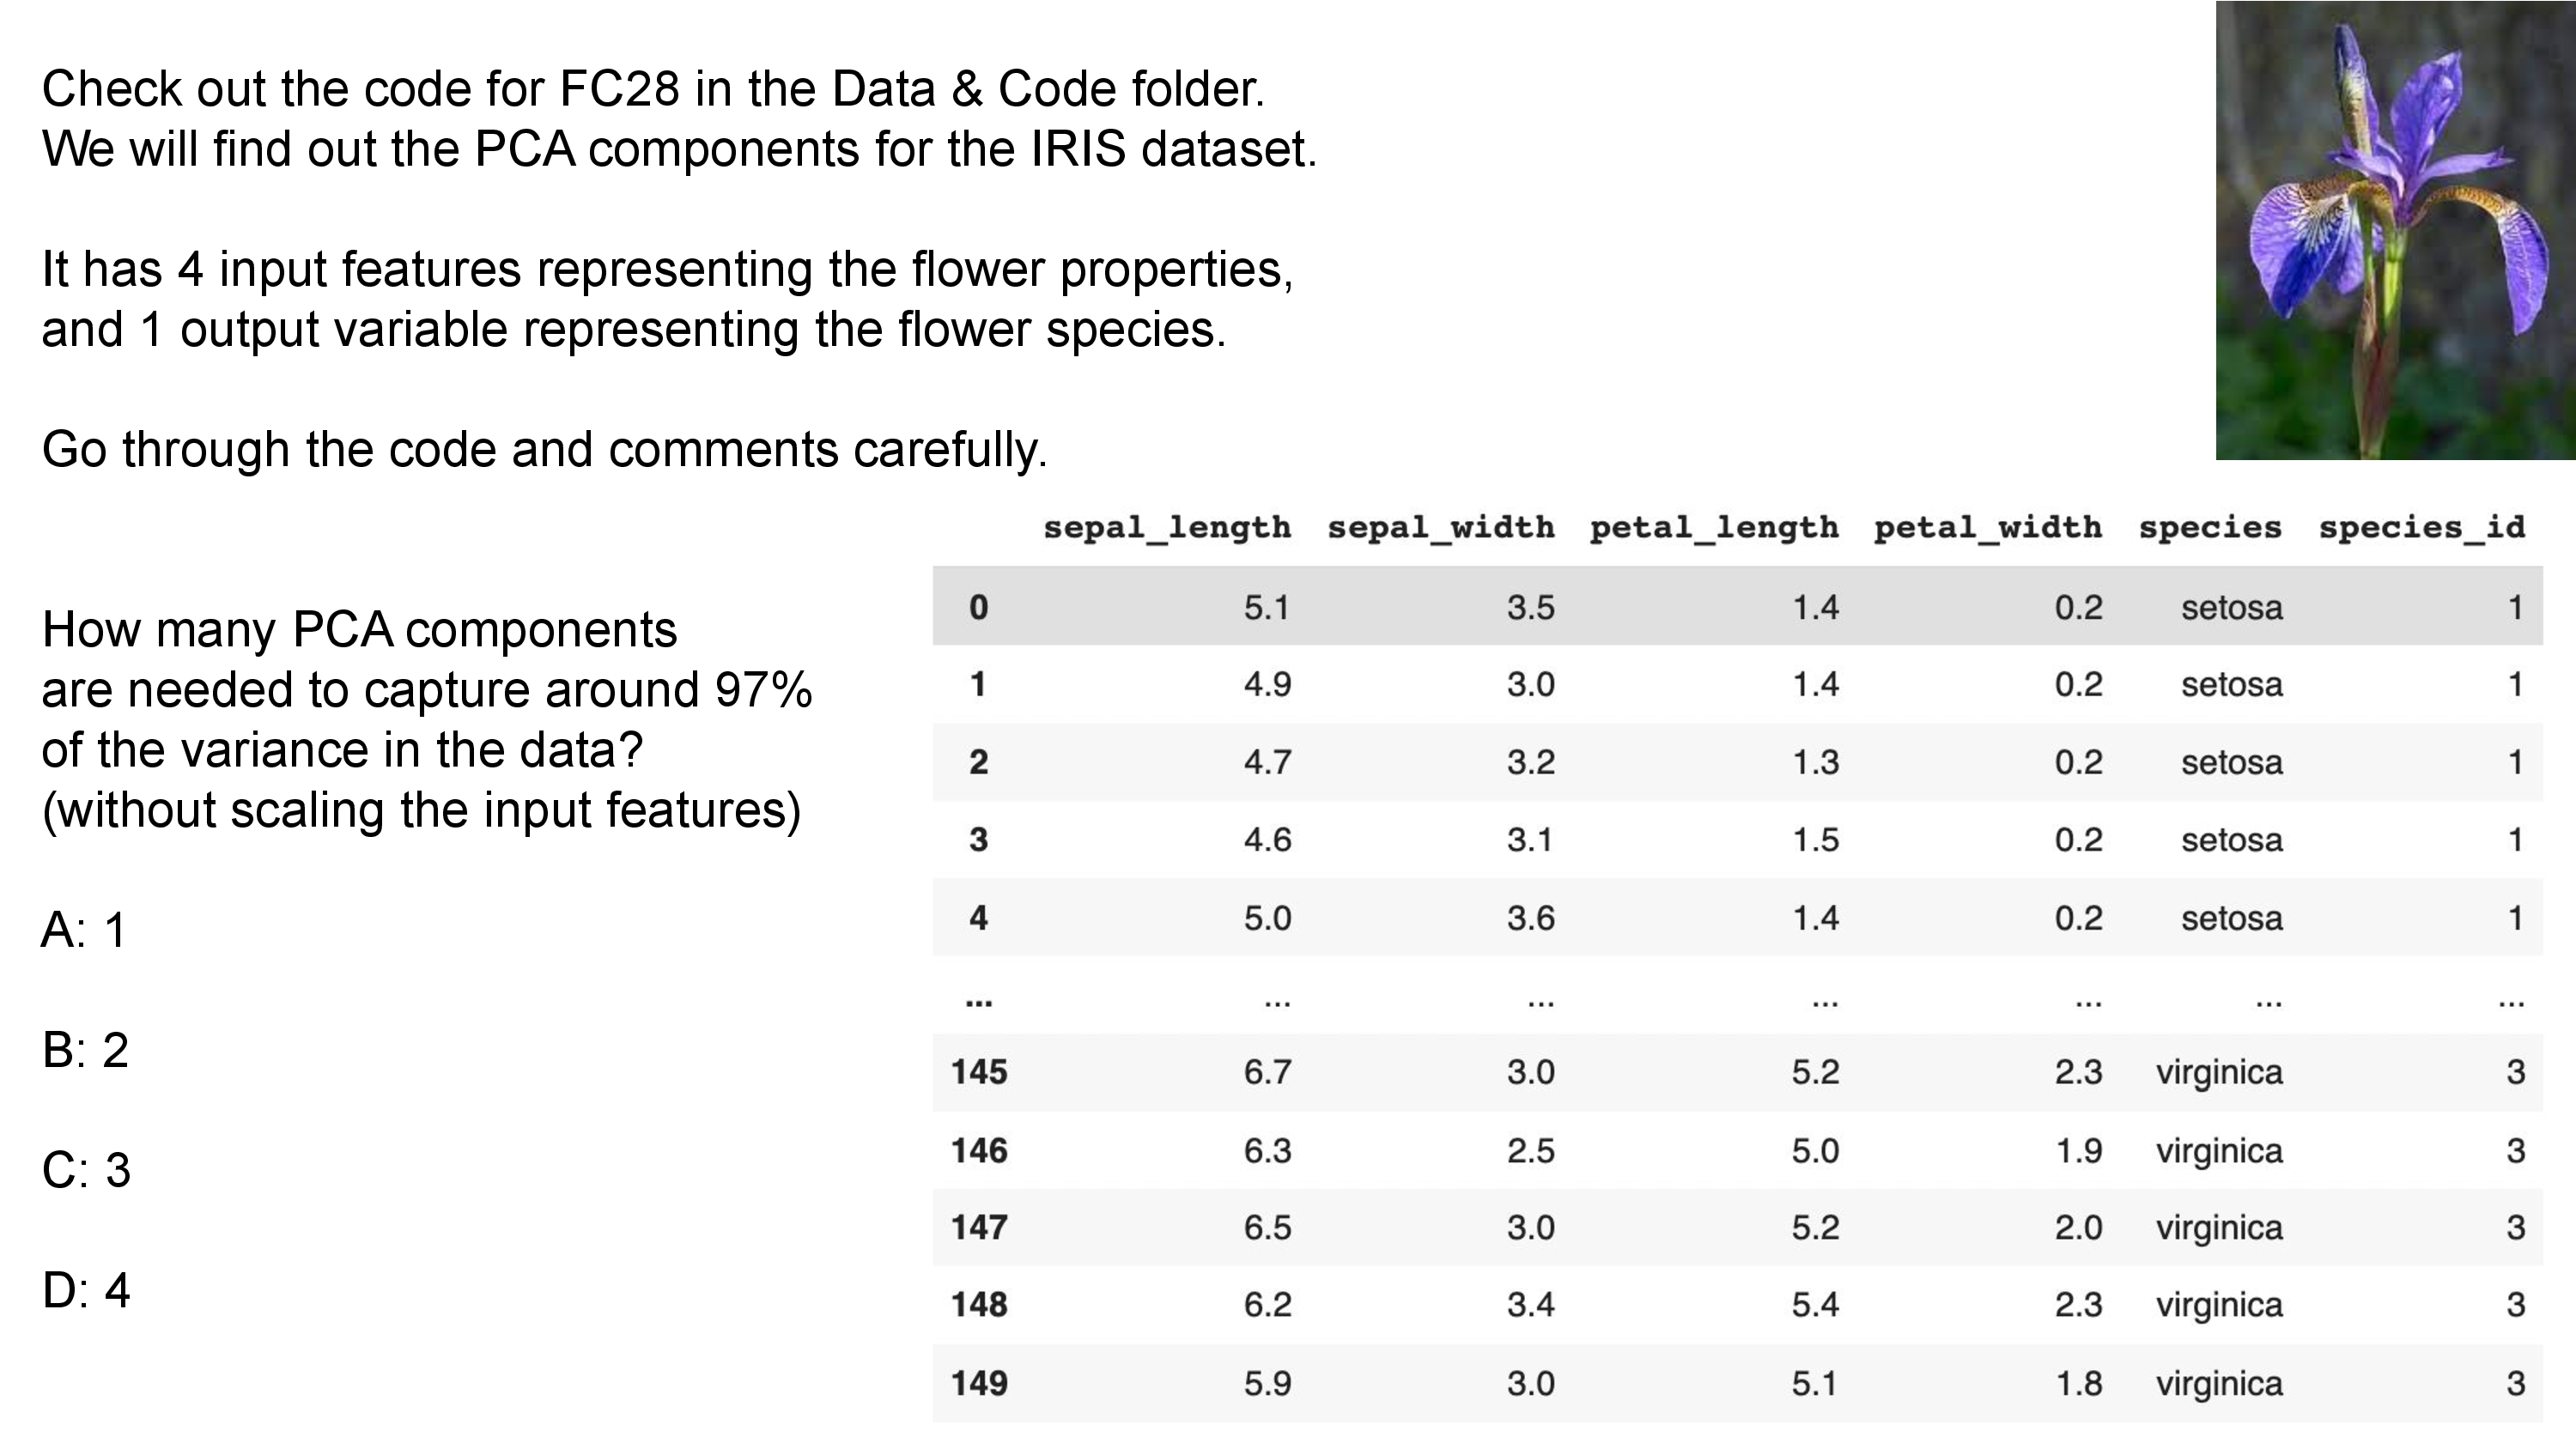 Check out the code for FC28 in the Data & Code folder.
We will find out the PCA components for the IRIS dataset.
It has 4 input features representing the flower properties,
and 1 output variable representing the flower species.
Go through the code and comments carefully.
How many PCA components
are needed to capture around 97%
of the variance in the data?
(without scaling the input features)
A: 1
B: 2
C: 3
D: 4
sepal_length sepal_width petal_length petal_width species species_id
0 5.1 3.5 1.4 0.2 setosa 1
1 4.9 3.0 1.4 0.2 setosa 1
2 4.7 3.2 1.3 0.2 setosa 1
3 4.6 3.1 1.5 0.2 setosa 1
4 5.0 3.6 1.4 0.2 setosa 1
... ... ... ... ... ... ...
145 6.7 3.0 5.2 2.3 virginica 3
146 6.3 2.5 5.0 1.9 virginica 3
147 6.5 3.0 5.2 2.0 virginica 3
148 6.2 3.4 5.4 2.3 virginica 3
149 5.9 3.0 5.1 1.8 virginica 3